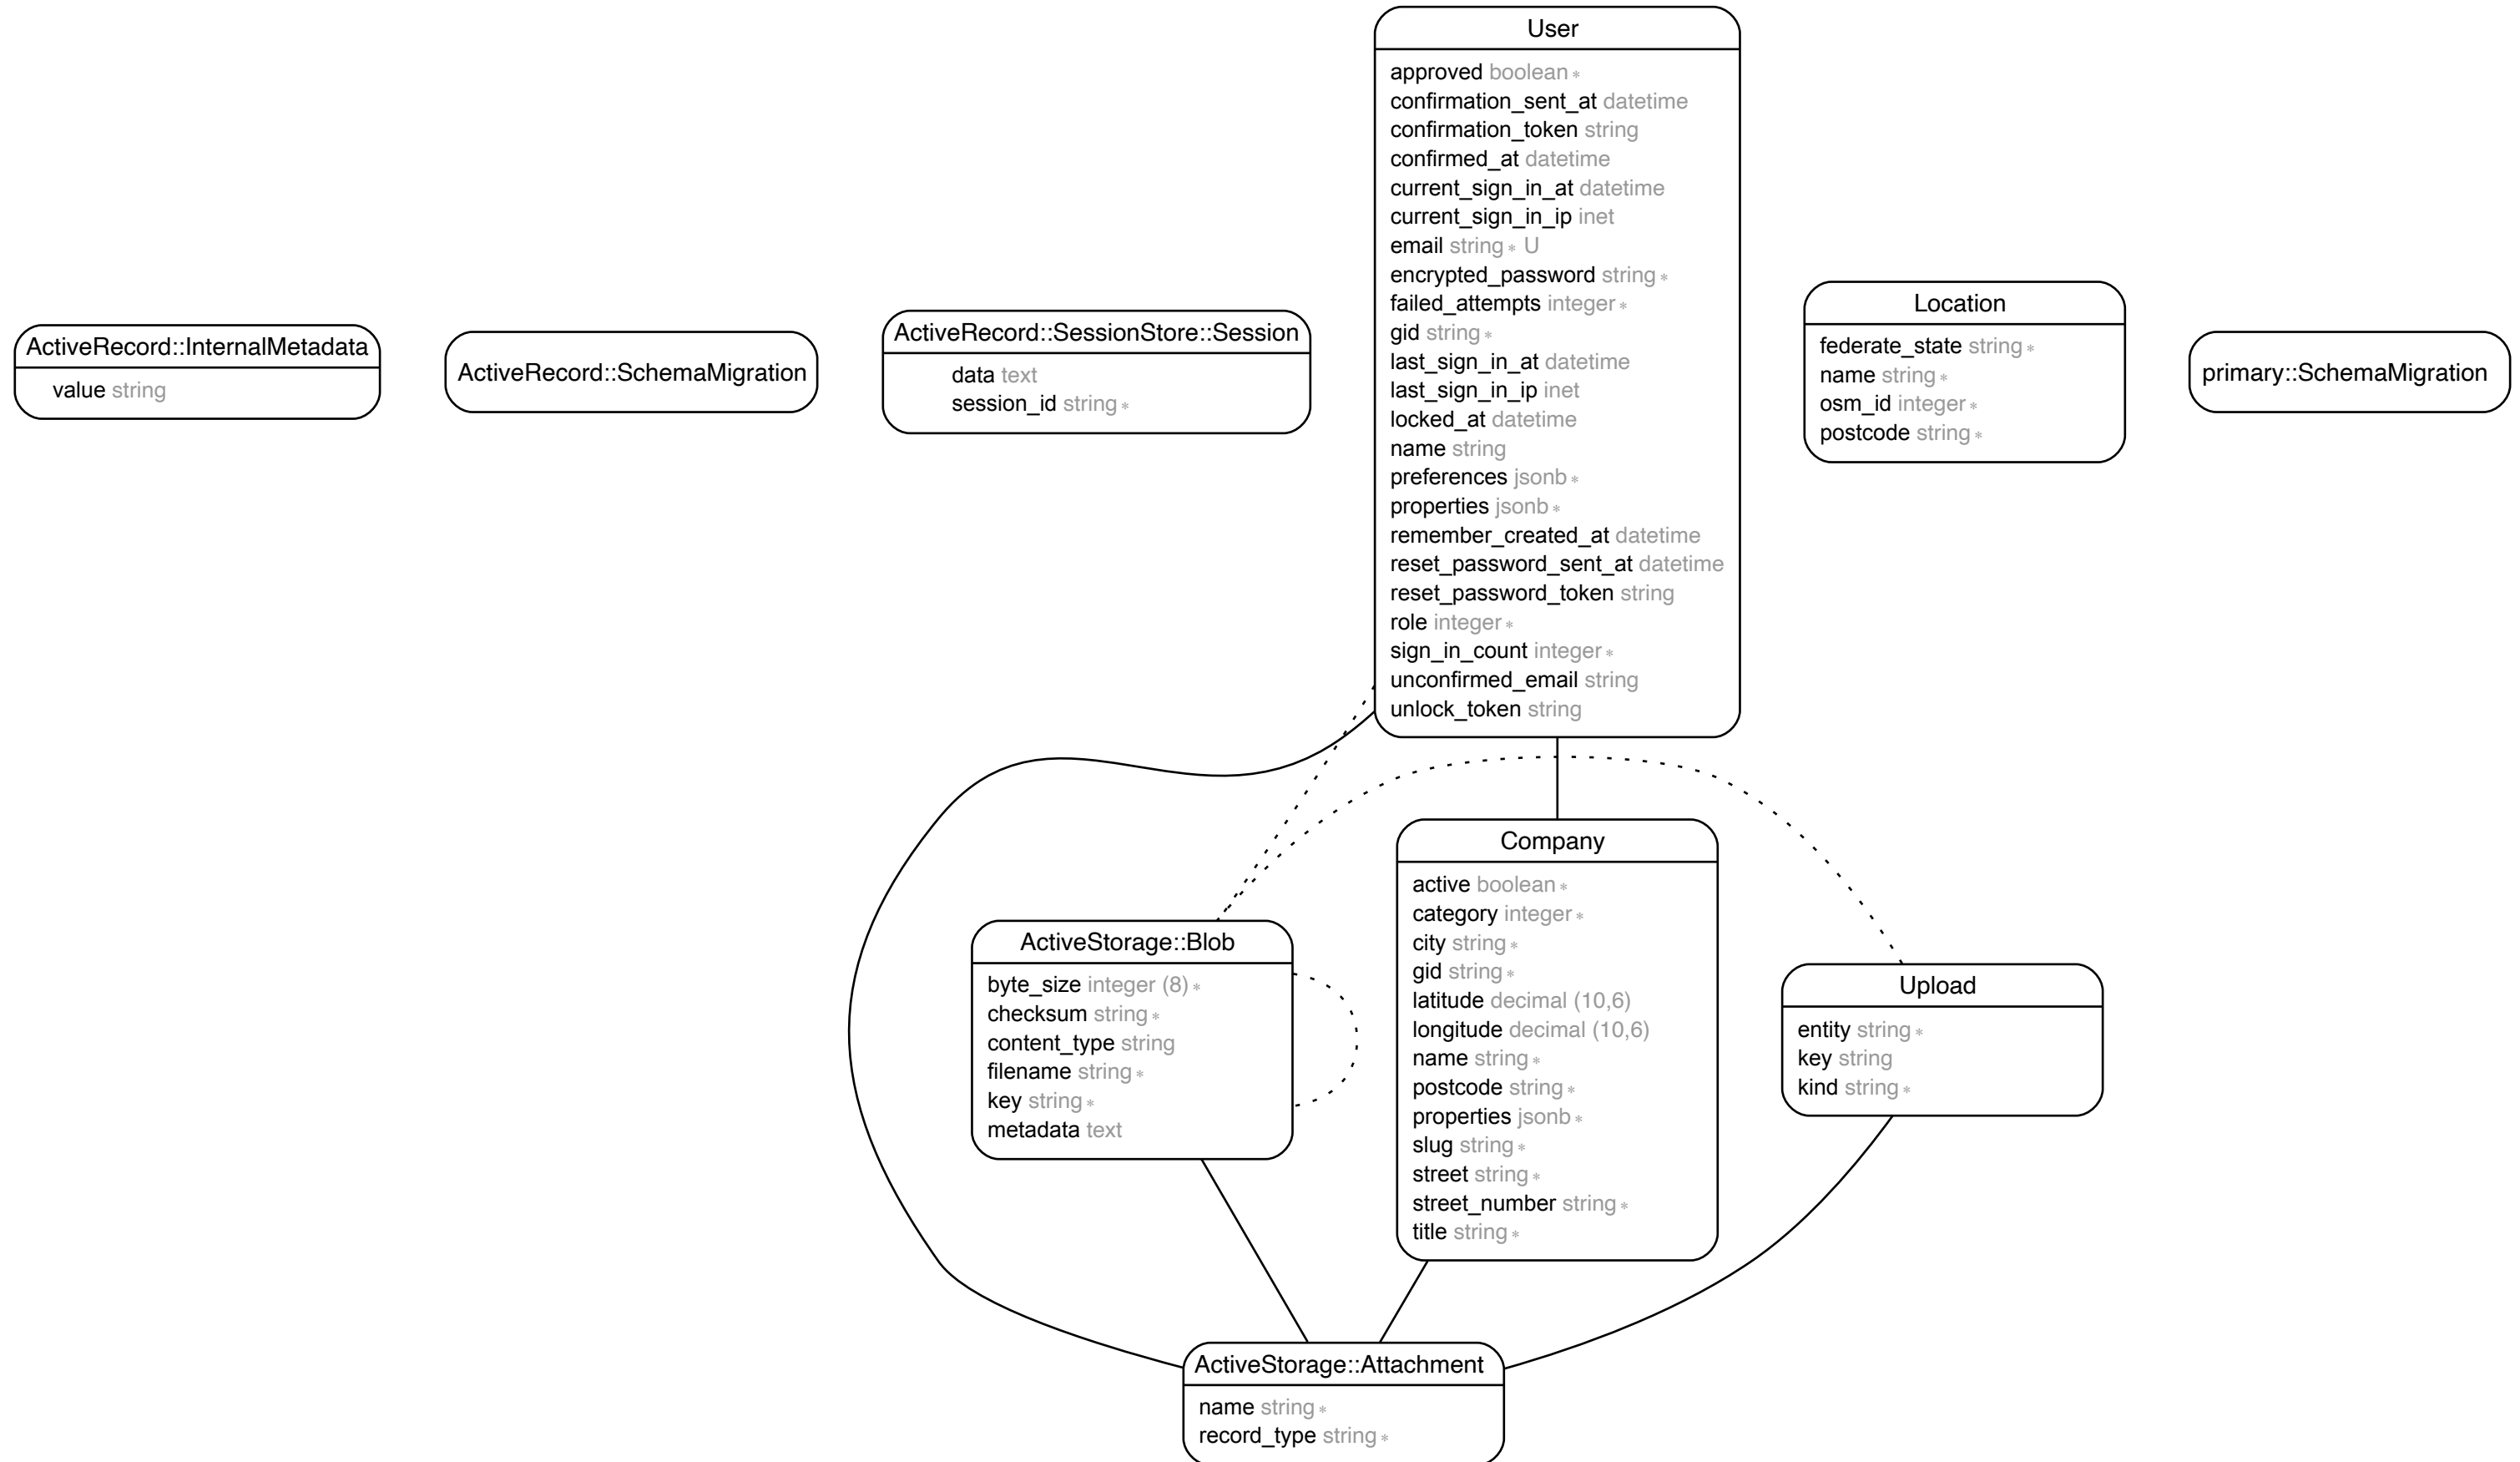 User
approved boolean *
confirmation_sent_at datetime
confirmation_token string
confirmed_at datetime
current_sign_in_at datetime
current_sign_in_ip inet
email string * U
encrypted_password string *
failed_attempts integer *
gid string *
last_sign_in_at datetime
last_sign_in_ip inet
locked_at datetime
name string
preferences jsonb *
properties jsonb *
remember_created_at datetime
reset_password_sent_at datetime
reset_password_token string
role integer *
sign_in_count integer *
unconfirmed_email string
unlock_token string
ActiveRecord::InternalMetadata
value string
ActiveRecord::SchemaMigration
ActiveRecord::SessionStore::Session
data text
session_id string *
Location
federate_state string *
name string *
osm_id integer *
postcode string *
primary::SchemaMigration
Company
active boolean *
category integer *
city string *
gid string *
latitude decimal (10,6)
longitude decimal (10,6)
name string *
postcode string *
properties jsonb *
slug string *
street string *
street_number string *
title string *
ActiveStorage::Blob
byte_size integer (8) *
checksum string *
content_type string
filename string *
key string *
metadata text
Upload
entity string *
key string
kind string *
ActiveStorage::Attachment
name string *
record_type string *